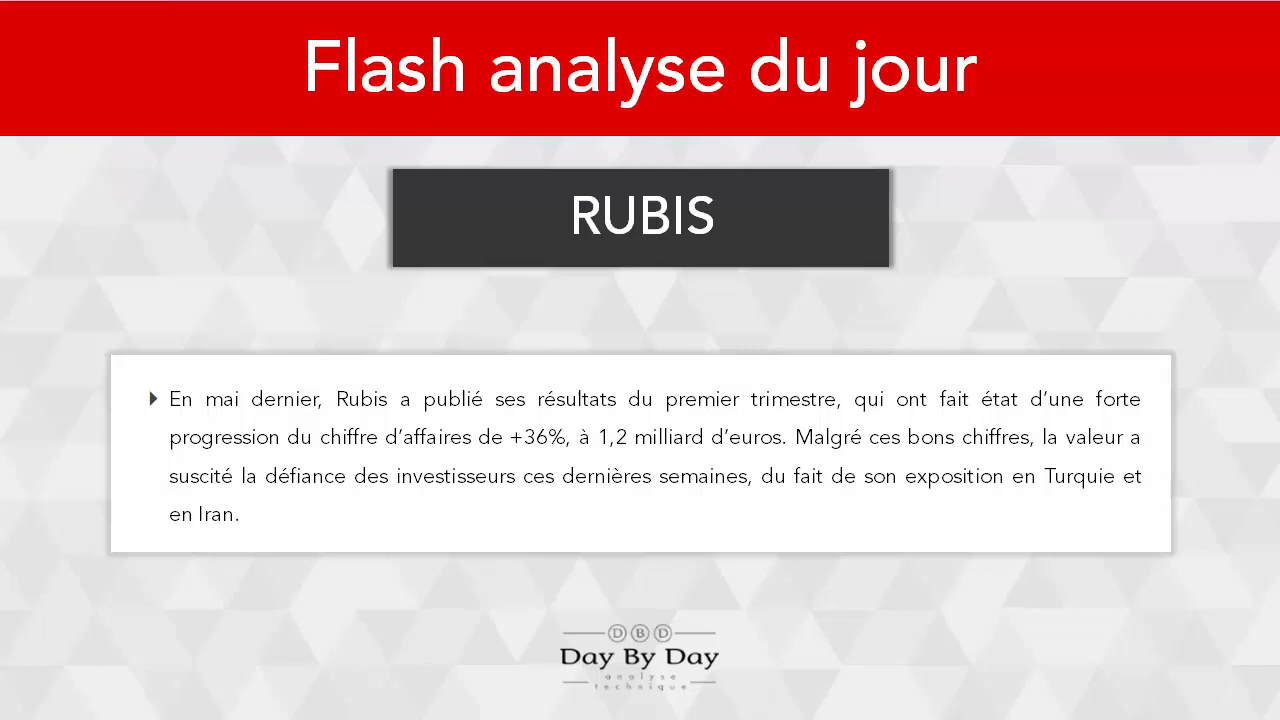 Flash analyse du jour
RUBIS
En mai dernier, Rubis a publié ses résultats du premier trimestre, qui ont fait état d’une forte
progression du chiffre d’affaires de +36%, à 1,2 milliard d’euros. Malgré ces bons chiffres, la valeur a
suscité la défiance des investisseurs ces dernières semaines, du fait de son exposition en Turquie et
en Iran.
D B D
Day By Day
analyse
technique